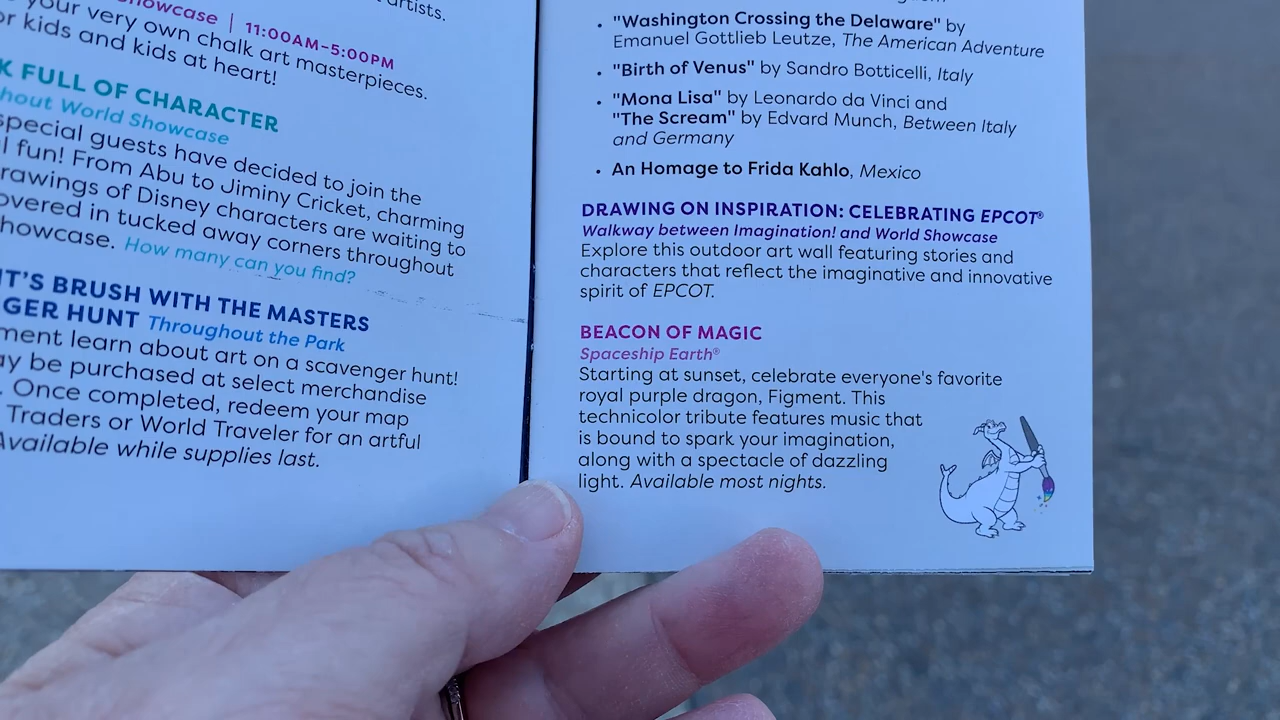 artists.
Showcase | 11:00AM–5:00PM
your very own chalk art masterpieces.
or kids and kids at heart!
FULL OF CHARACTER
World Showcase
special guests have decided to join the
fun! From Abu to Jiminy Cricket, charming
drawings of Disney characters are waiting to
in tucked away corners throughout
Showcase. How many can you find?
BRUSH WITH THE MASTERS
HUNT Throughout the Park
learn about art on a scavenger hunt!
may be purchased at select merchandise
. Once completed, redeem your map
Traders or World Traveler for an artful
Available while supplies last.
• "Washington Crossing the Delaware" by
Emanuel Gottlieb Leutze, The American Adventure
• "Birth of Venus" by Sandro Botticelli, Italy
• "Mona Lisa" by Leonardo da Vinci and
"The Scream" by Edvard Munch, Between Italy
and Germany
• An Homage to Frida Kahlo, Mexico
DRAWING ON INSPIRATION: CELEBRATING EPCOT®
Walkway between Imagination! and World Showcase
Explore this outdoor art wall featuring stories and
characters that reflect the imaginative and innovative
spirit of EPCOT.
BEACON OF MAGIC
Spaceship Earth®
Starting at sunset, celebrate everyone's favorite
royal purple dragon, Figment. This
technicolor tribute features music that
is bound to spark your imagination,
along with a spectacle of dazzling
light. Available most nights.